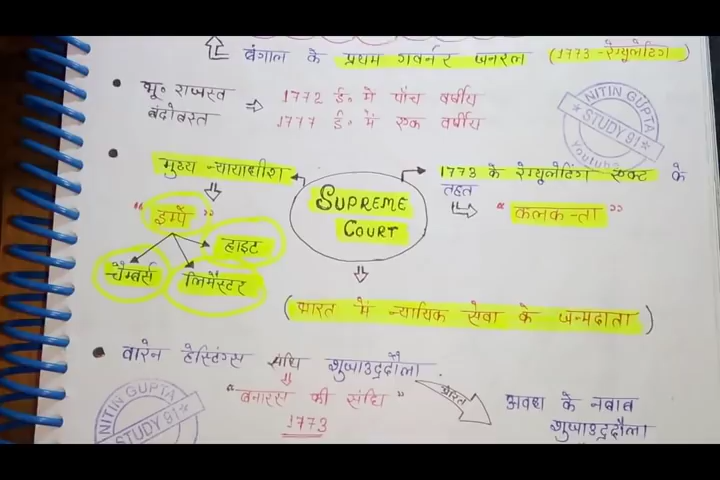 बंगाल के प्रथम गवर्नर जनरल (1773-रेग्यूलेटिंग)
भू. राजस्व ⇒ 1772 ई. में पाँच वर्षीय
बंदोबस्त 1777 ई. में एक वर्षीय
NITIN GUPTA
STUDY 91
YouTube
मुख्य न्यायाधीश
SUPREME
COURT
1773 के रेग्यूलेटिंग एक्ट के
तहत
"कलकत्ता"
"इम्पे"
हाइट
चैम्बर्स
लिमैस्टर
(भारत में न्यायिक सेवा के जन्मदाता)
वारेन हेस्टिंग्स संधि शुजाउद्दौला
"बनारस की संधि"
1773
अवध के नवाब
शुजाउद्दौला
NITIN GUPTA
STUDY 91